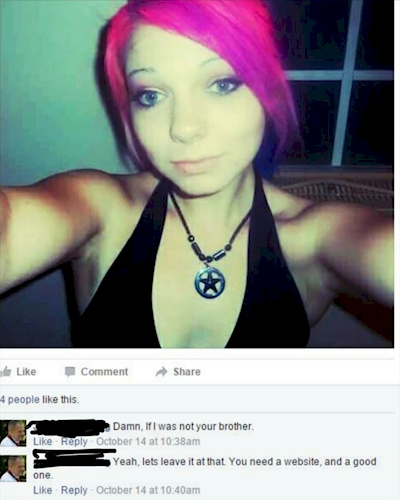 Like Comment Share
4 people like this.
Damn, If I was not your brother.
Like · Reply · October 14 at 10:38am
Yeah, lets leave it at that. You need a website, and a good
one.
Like · Reply · October 14 at 10:40am